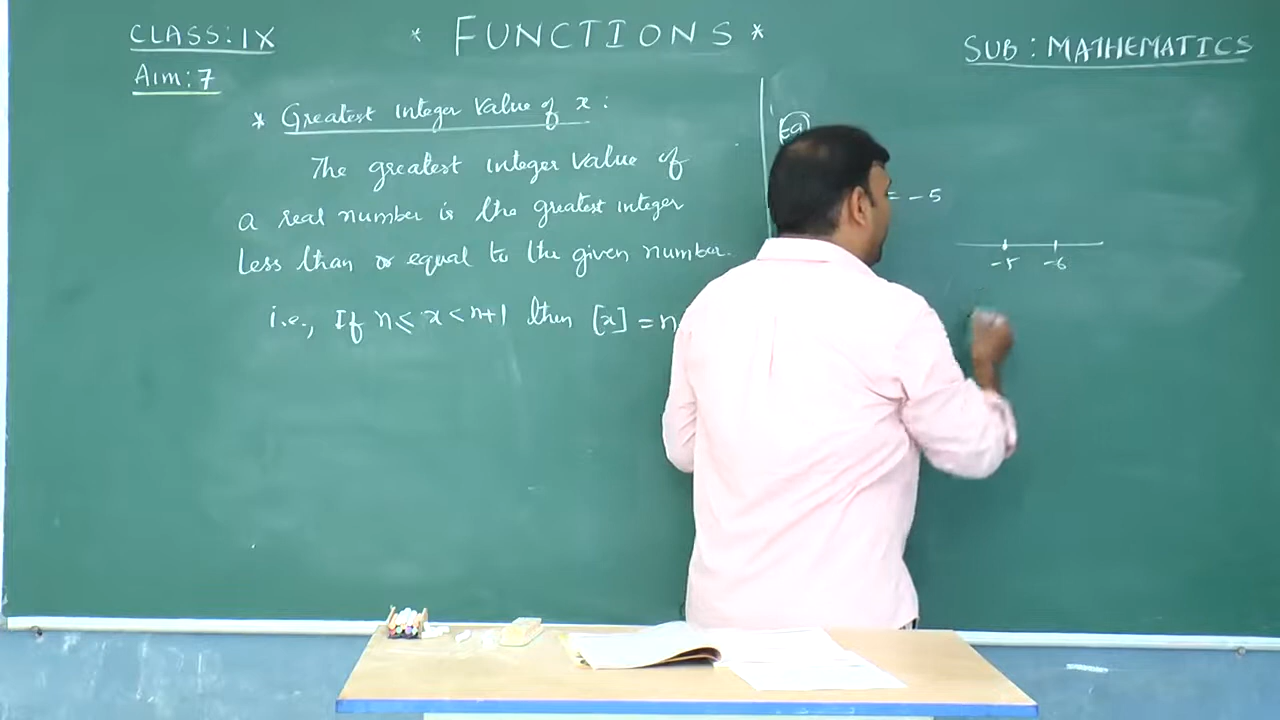 CLASS: IX
* FUNCTIONS *
SUB: MATHEMATICS
Aim: 7
* Greatest integer value of x:
The greatest integer value of
a real number is the greatest integer
less than or equal to the given number.
i.e., If n ≤ x < n+1 then [x] = n
Eg
= -5
-5 -6